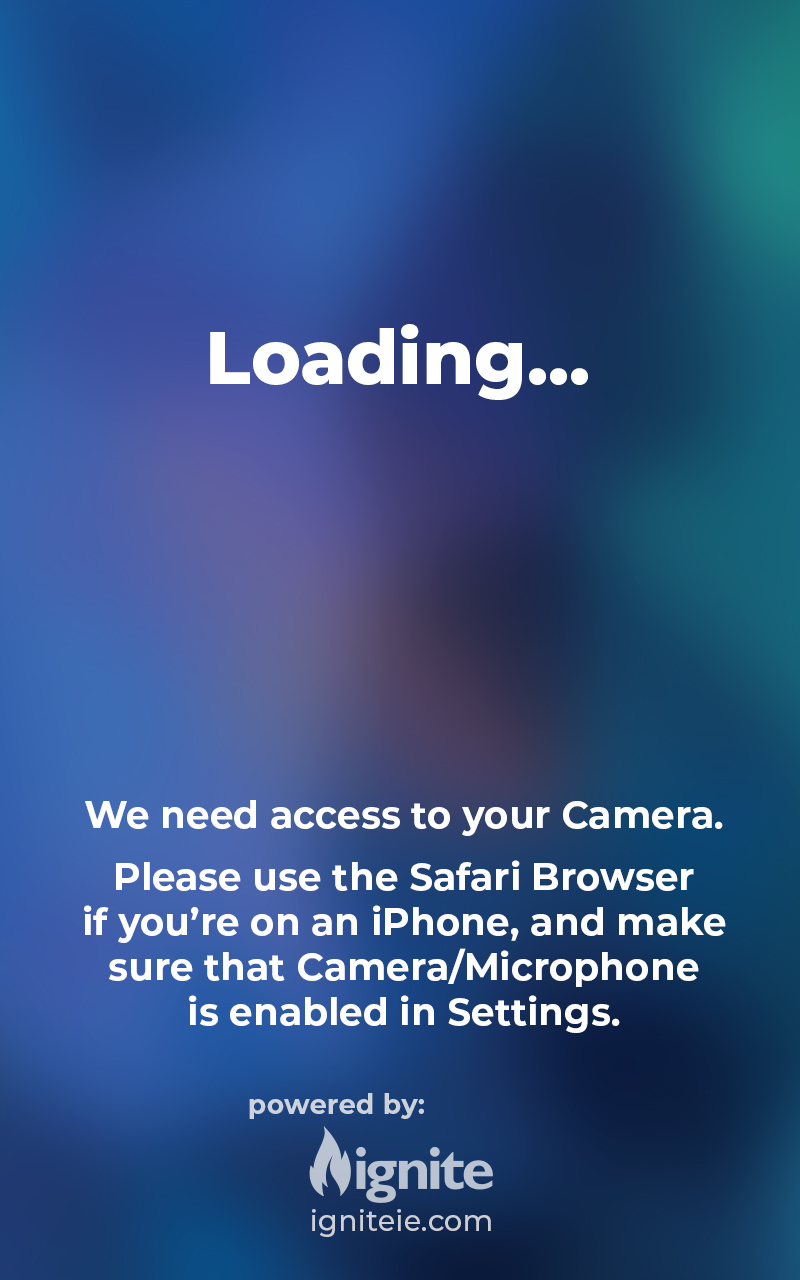 Loading...
We need access to your Camera.
Please use the Safari Browser
if you’re on an iPhone, and make
sure that Camera/Microphone
is enabled in Settings.
powered by:
ignite
igniteie.com